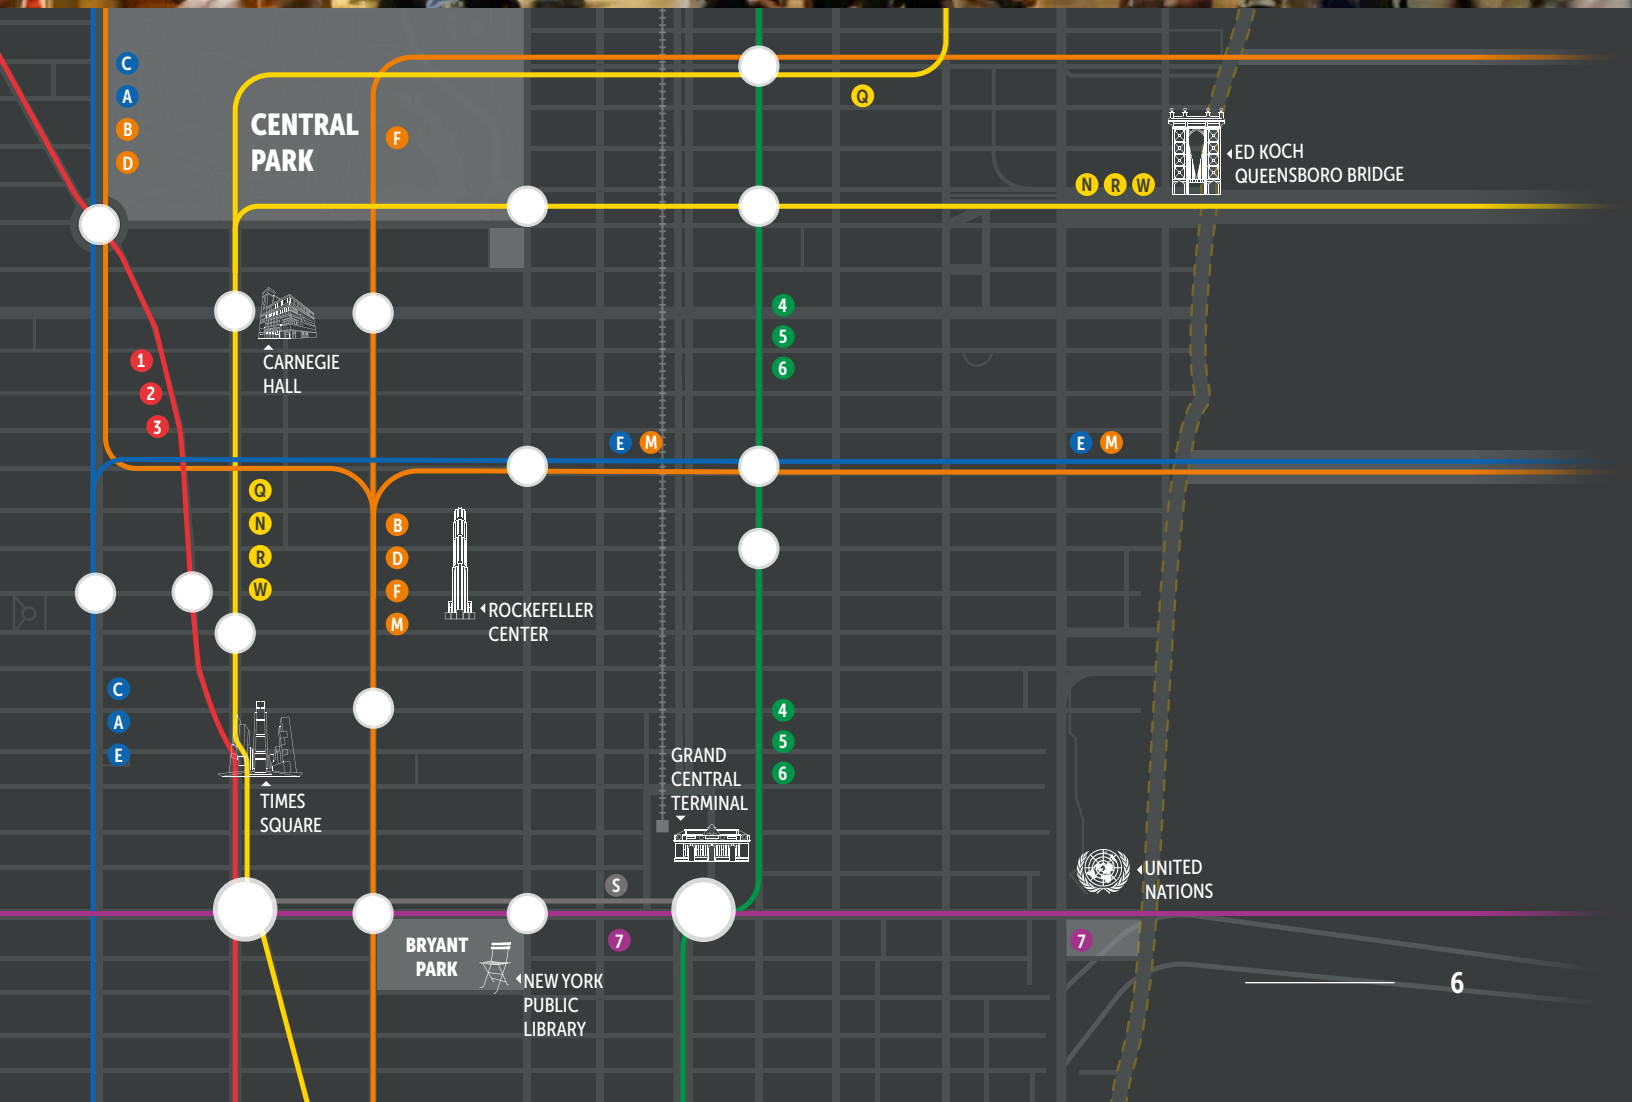 C
A
B
D
CENTRAL
PARK
F
Q
ED KOCH
QUEENSBORO BRIDGE
N R W
CARNEGIE
HALL
1
2
3
4
5
6
E M
E M
Q
N
R
W
B
D
F
M
ROCKEFELLER
CENTER
C
A
E
TIMES
SQUARE
GRAND
CENTRAL
TERMINAL
4
5
6
UNITED
NATIONS
S
7
7
BRYANT
PARK
NEW YORK
PUBLIC
LIBRARY
6